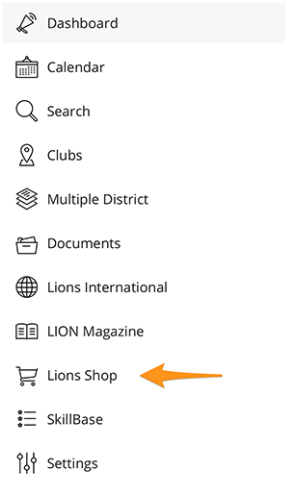 Dashboard
Calendar
Search
Clubs
Multiple District
Documents
Lions International
LION Magazine
Lions Shop
SkillBase
Settings